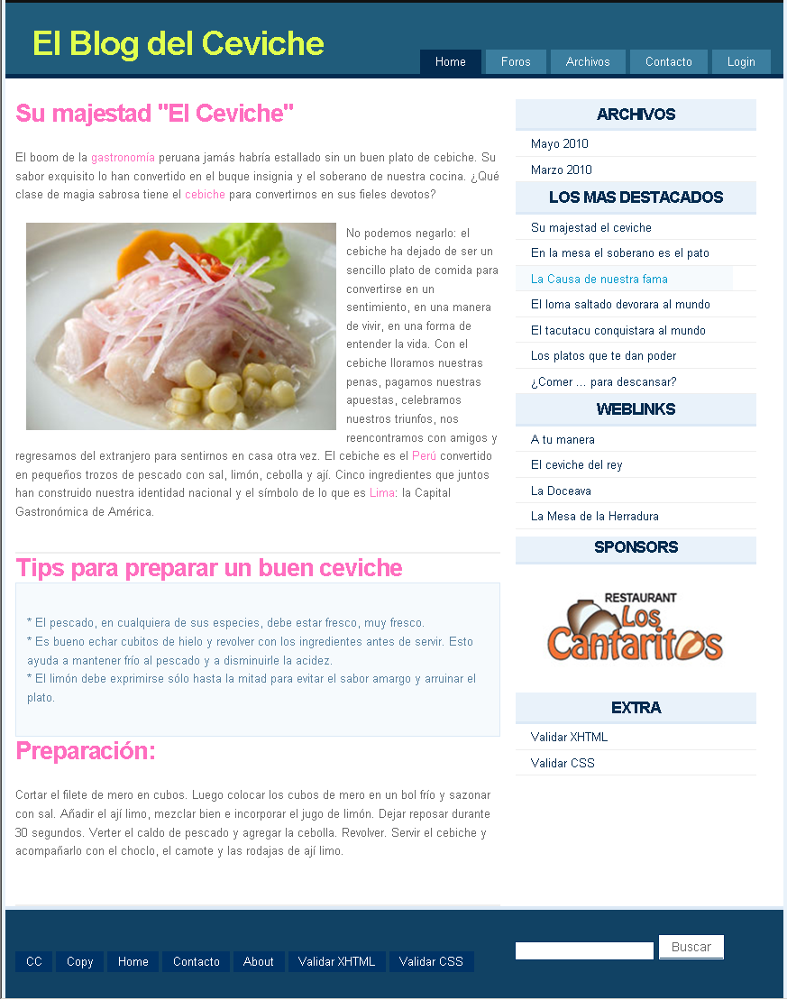 El Blog del Ceviche
Home Foros Archivos Contacto Login
Su majestad "El Ceviche"
El boom de la gastronomía peruana jamás habría estallado sin un buen plato de cebiche. Su
sabor exquisito lo han convertido en el buque insignia y el soberano de nuestra cocina. ¿Qué
clase de magia sabrosa tiene el cebiche para convertirnos en sus fieles devotos?
No podemos negarlo: el
cebiche ha dejado de ser un
sencillo plato de comida para
convertirse en un
sentimiento, en una manera
de vivir, en una forma de
entender la vida. Con el
cebiche lloramos nuestras
penas, pagamos nuestras
apuestas, celebramos
nuestros triunfos, nos
reencontramos con amigos y
regresamos del extranjero para sentirnos en casa otra vez. El cebiche es el Perú convertido
en pequeños trozos de pescado con sal, limón, cebolla y ají. Cinco ingredientes que juntos
han construido nuestra identidad nacional y el símbolo de lo que es Lima: la Capital
Gastronómica de América.
Tips para preparar un buen ceviche
* El pescado, en cualquiera de sus especies, debe estar fresco, muy fresco.
* Es bueno echar cubitos de hielo y revolver con los ingredientes antes de servir. Esto
ayuda a mantener frío al pescado y a disminuirle la acidez.
* El limón debe exprimirse sólo hasta la mitad para evitar el sabor amargo y arruinar el
plato.
Preparación:
Cortar el filete de mero en cubos. Luego colocar los cubos de mero en un bol frío y sazonar
con sal. Añadir el ají limo, mezclar bien e incorporar el jugo de limón. Dejar reposar durante
30 segundos. Verter el caldo de pescado y agregar la cebolla. Revolver. Servir el cebiche y
acompañarlo con el choclo, el camote y las rodajas de ají limo.
ARCHIVOS
Mayo 2010
Marzo 2010
LOS MAS DESTACADOS
Su majestad el ceviche
En la mesa el soberano es el pato
La Causa de nuestra fama
El loma saltado devorara al mundo
El tacutacu conquistara al mundo
Los platos que te dan poder
¿Comer ... para descansar?
WEBLINKS
A tu manera
El ceviche del rey
La Doceava
La Mesa de la Herradura
SPONSORS
RESTAURANT
Los
Cantaritos
EXTRA
Validar XHTML
Validar CSS
CC Copy Home Contacto About Validar XHTML Validar CSS
Buscar